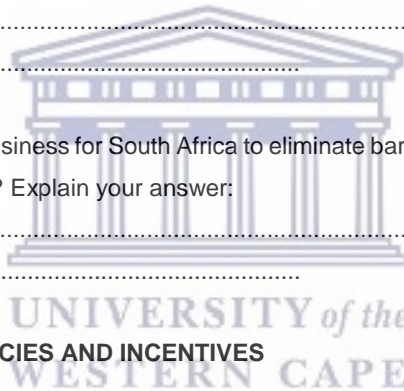 ..........................................................................
......................................................
siness for South Africa to eliminate bar
? Explain your answer:
..........................................................................
......................................................
UNIVERSITY of the
CIES AND INCENTIVES
WESTERN CAPE